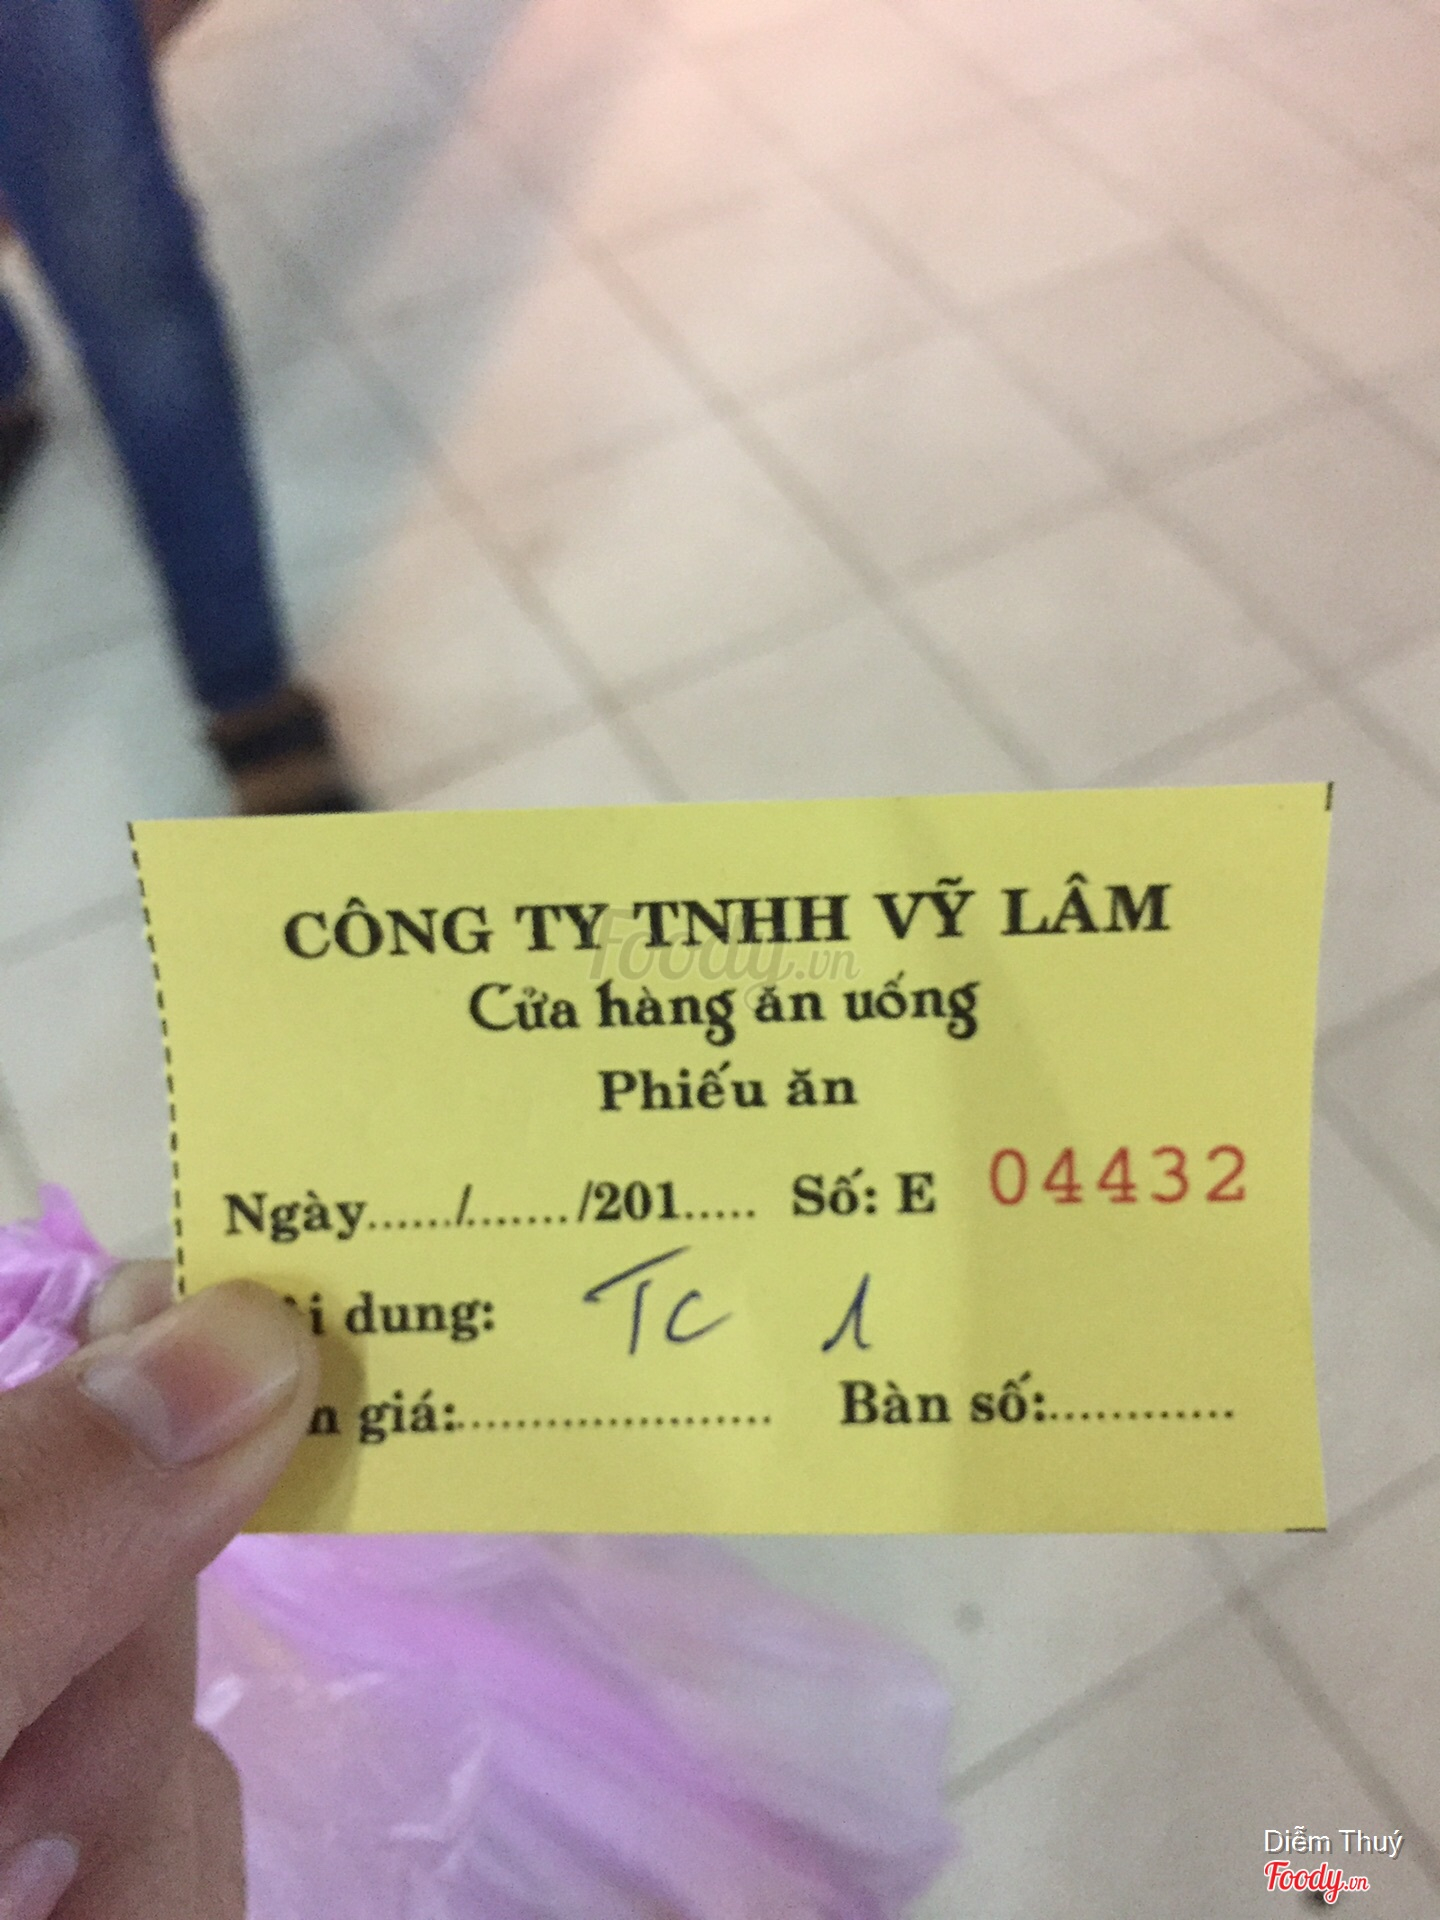 CÔNG TY TNHH VỸ LÂM
Foody.vn
Cửa hàng ăn uống
Phiếu ăn
Ngày....../......./201..... Số: E 04432
i dung: TC 1
n giá:..................... Bàn số:............
Diễm Thuý
Foody.vn